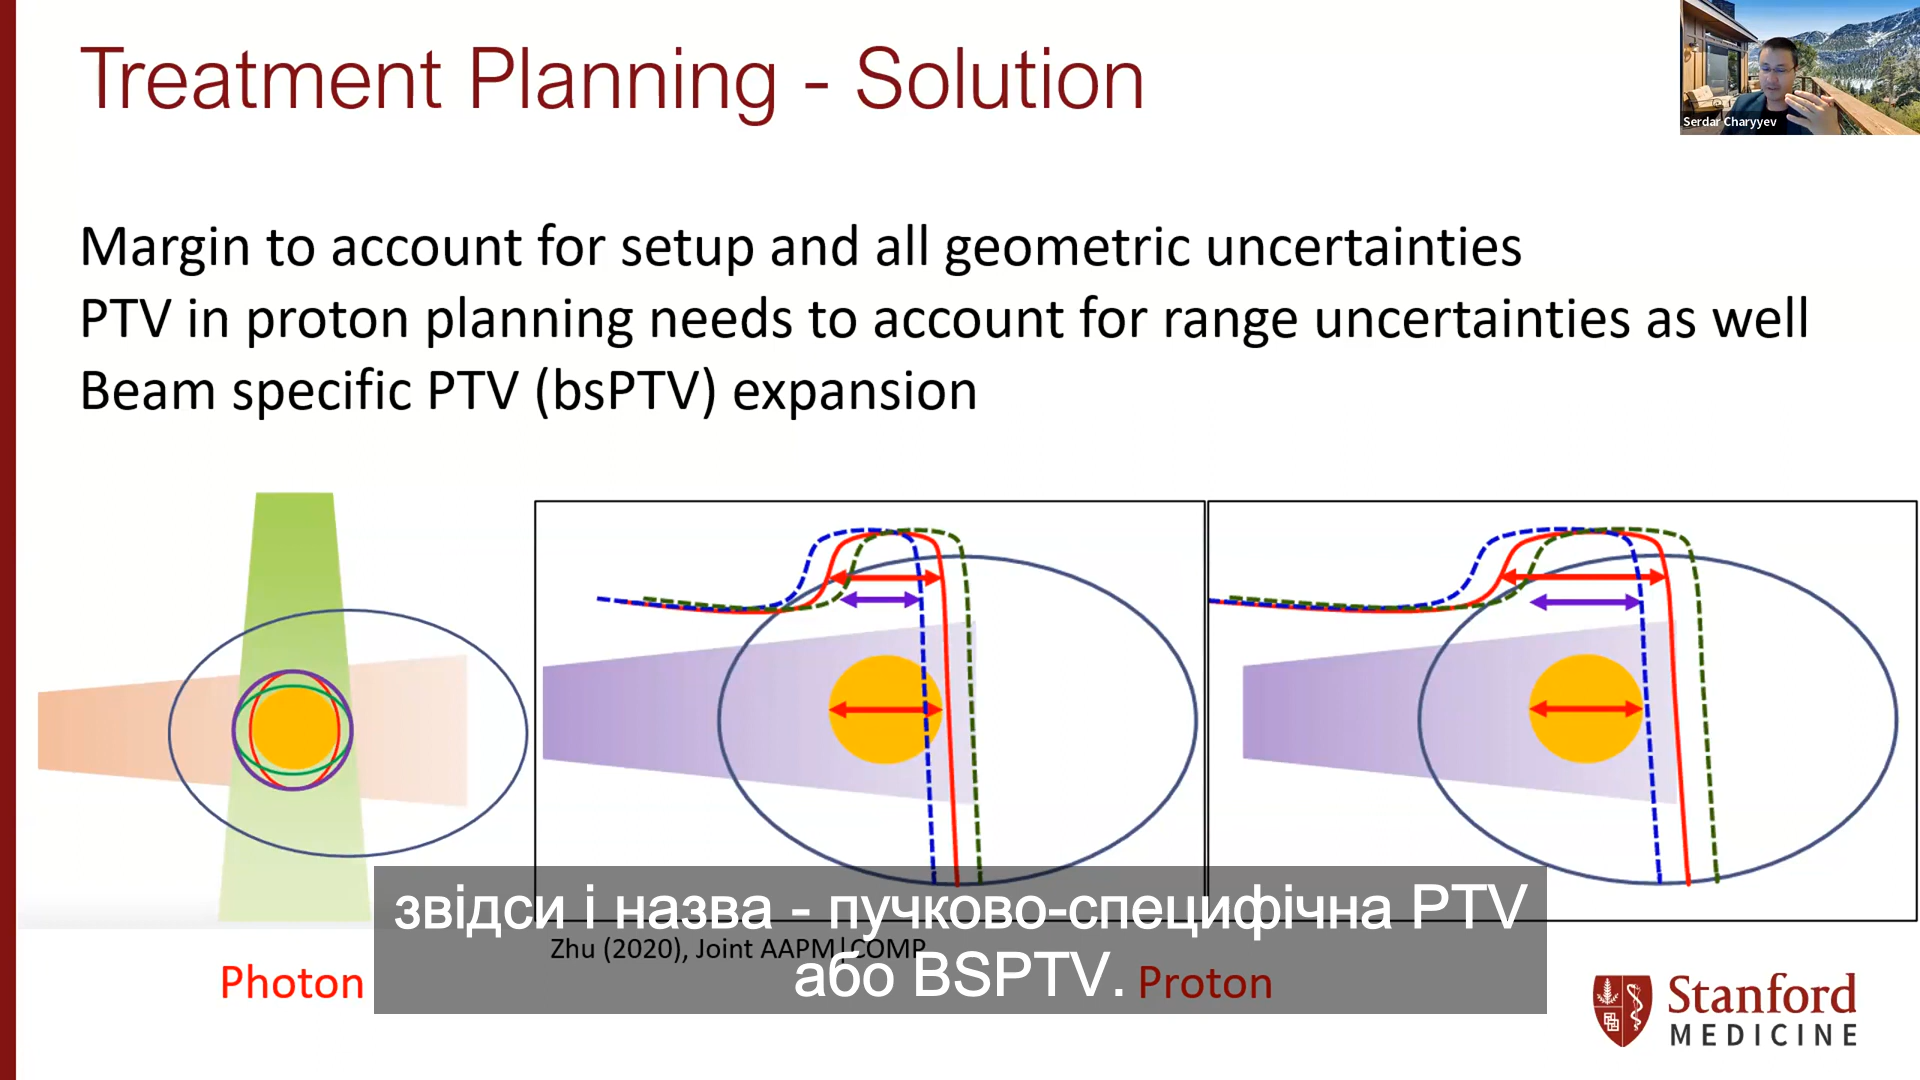 Treatment Planning - Solution
Serdar Charyyev
Margin to account for setup and all geometric uncertainties
PTV in proton planning needs to account for range uncertainties as well
Beam specific PTV (bsPTV) expansion
Zhu (2020), Joint AAPM|COMP
Photon
Proton
звідси і назва - пучково-специфічна PTV
або BSPTV.
Stanford
MEDICINE